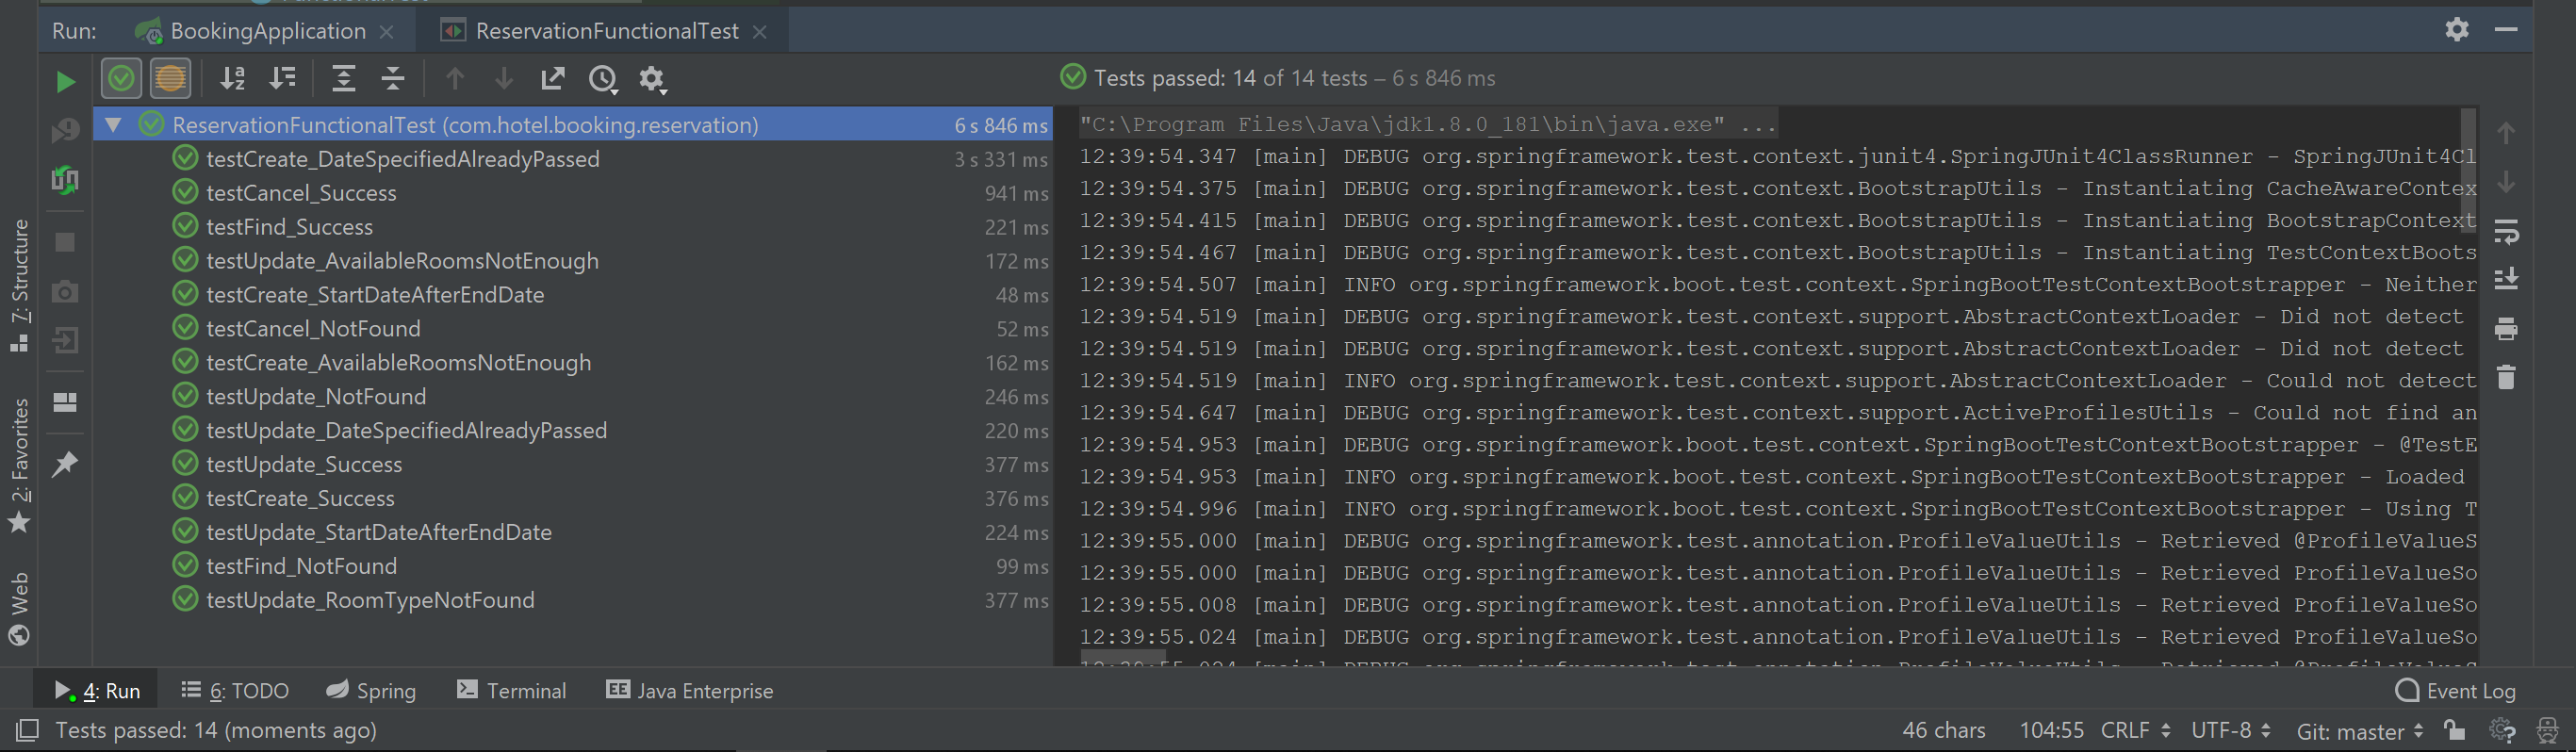 Run: BookingApplication ReservationFunctionalTest
Tests passed: 14 of 14 tests – 6 s 846 ms
ReservationFunctionalTest (com.hotel.booking.reservation) 6 s 846 ms
testCreate_DateSpecifiedAlreadyPassed 3 s 331 ms
testCancel_Success 941 ms
testFind_Success 221 ms
testUpdate_AvailableRoomsNotEnough 172 ms
testCreate_StartDateAfterEndDate 48 ms
testCancel_NotFound 52 ms
testCreate_AvailableRoomsNotEnough 162 ms
testUpdate_NotFound 246 ms
testUpdate_DateSpecifiedAlreadyPassed 220 ms
testUpdate_Success 377 ms
testCreate_Success 376 ms
testUpdate_StartDateAfterEndDate 224 ms
testFind_NotFound 99 ms
testUpdate_RoomTypeNotFound 377 ms
"C:\Program Files\Java\jdk1.8.0_181\bin\java.exe" ...
12:39:54.347 [main] DEBUG org.springframework.test.context.junit4.SpringJUnit4ClassRunner - SpringJUnit4Cl
12:39:54.375 [main] DEBUG org.springframework.test.context.BootstrapUtils - Instantiating CacheAwareContex
12:39:54.415 [main] DEBUG org.springframework.test.context.BootstrapUtils - Instantiating BootstrapContext
12:39:54.467 [main] DEBUG org.springframework.test.context.BootstrapUtils - Instantiating TestContextBoots
12:39:54.507 [main] INFO org.springframework.boot.test.context.SpringBootTestContextBootstrapper - Neither
12:39:54.519 [main] DEBUG org.springframework.test.context.support.AbstractContextLoader - Did not detect
12:39:54.519 [main] DEBUG org.springframework.test.context.support.AbstractContextLoader - Did not detect
12:39:54.519 [main] INFO org.springframework.test.context.support.AbstractContextLoader - Could not detect
12:39:54.647 [main] DEBUG org.springframework.test.context.support.ActiveProfilesUtils - Could not find an
12:39:54.953 [main] DEBUG org.springframework.boot.test.context.SpringBootTestContextBootstrapper - @TestE
12:39:54.953 [main] INFO org.springframework.boot.test.context.SpringBootTestContextBootstrapper - Loaded
12:39:54.996 [main] INFO org.springframework.boot.test.context.SpringBootTestContextBootstrapper - Using T
12:39:55.000 [main] DEBUG org.springframework.test.annotation.ProfileValueUtils - Retrieved @ProfileValueS
12:39:55.000 [main] DEBUG org.springframework.test.annotation.ProfileValueUtils - Retrieved ProfileValueSo
12:39:55.008 [main] DEBUG org.springframework.test.annotation.ProfileValueUtils - Retrieved ProfileValueSo
12:39:55.024 [main] DEBUG org.springframework.test.annotation.ProfileValueUtils - Retrieved ProfileValueSo
7: Structure
2: Favorites
Web
4: Run 6: TODO Spring Terminal EE Java Enterprise Event Log
Tests passed: 14 (moments ago) 46 chars 104:55 CRLF UTF-8 Git: master